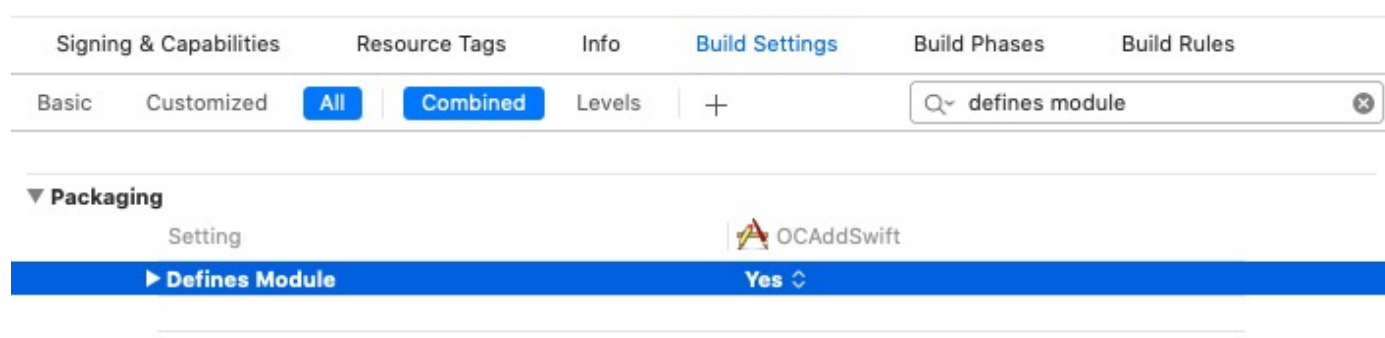 Signing & Capabilities Resource Tags Info Build Settings Build Phases Build Rules
Basic Customized All Combined Levels + defines module
Packaging
Setting OCAddSwift
Defines Module Yes